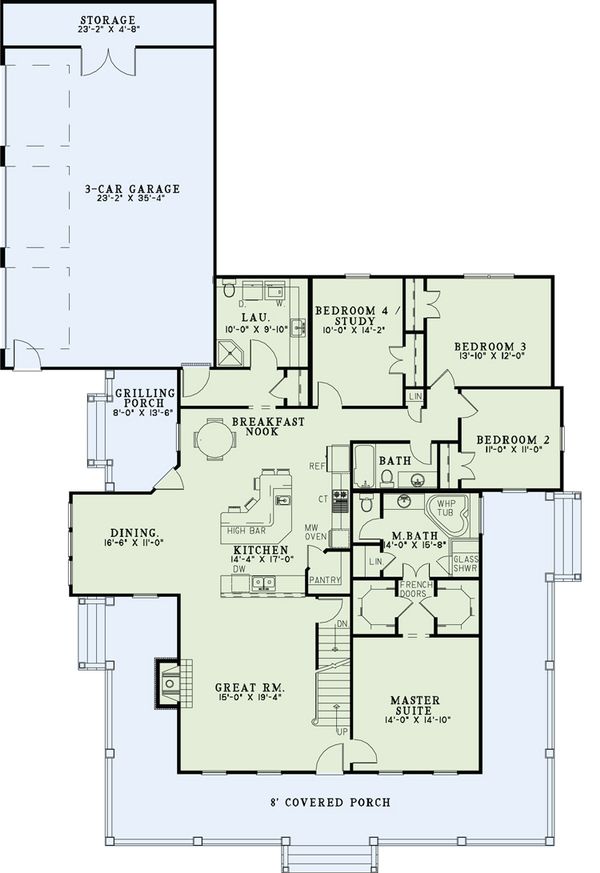 STORAGE
23'-2" X 4'-8"
3-CAR GARAGE
23'-2" X 35'-4"
D. W.
LAU.
10'-0" X 9'-10"
BEDROOM 4 /
STUDY
10'-0" X 14'-2"
BEDROOM 3
13'-10" X 12'-0"
GRILLING
PORCH
8'-0" X 13'-6"
LIN
BREAKFAST
NOOK
BEDROOM 2
11'-0" X 11'-0"
REF
BATH
CT
WHP
TUB
HIGH BAR
MW
OVEN
M.BATH
14'-0" X 15'-8"
DINING.
16'-6" X 11'-0"
KITCHEN
14'-4" X 17'-0"
DW
PANTRY
LIN
GLASS
SHWR
FRENCH
DOORS
DN
GREAT RM.
15'-0" X 19'-4"
UP
MASTER
SUITE
14'-0" X 14'-10"
8' COVERED PORCH